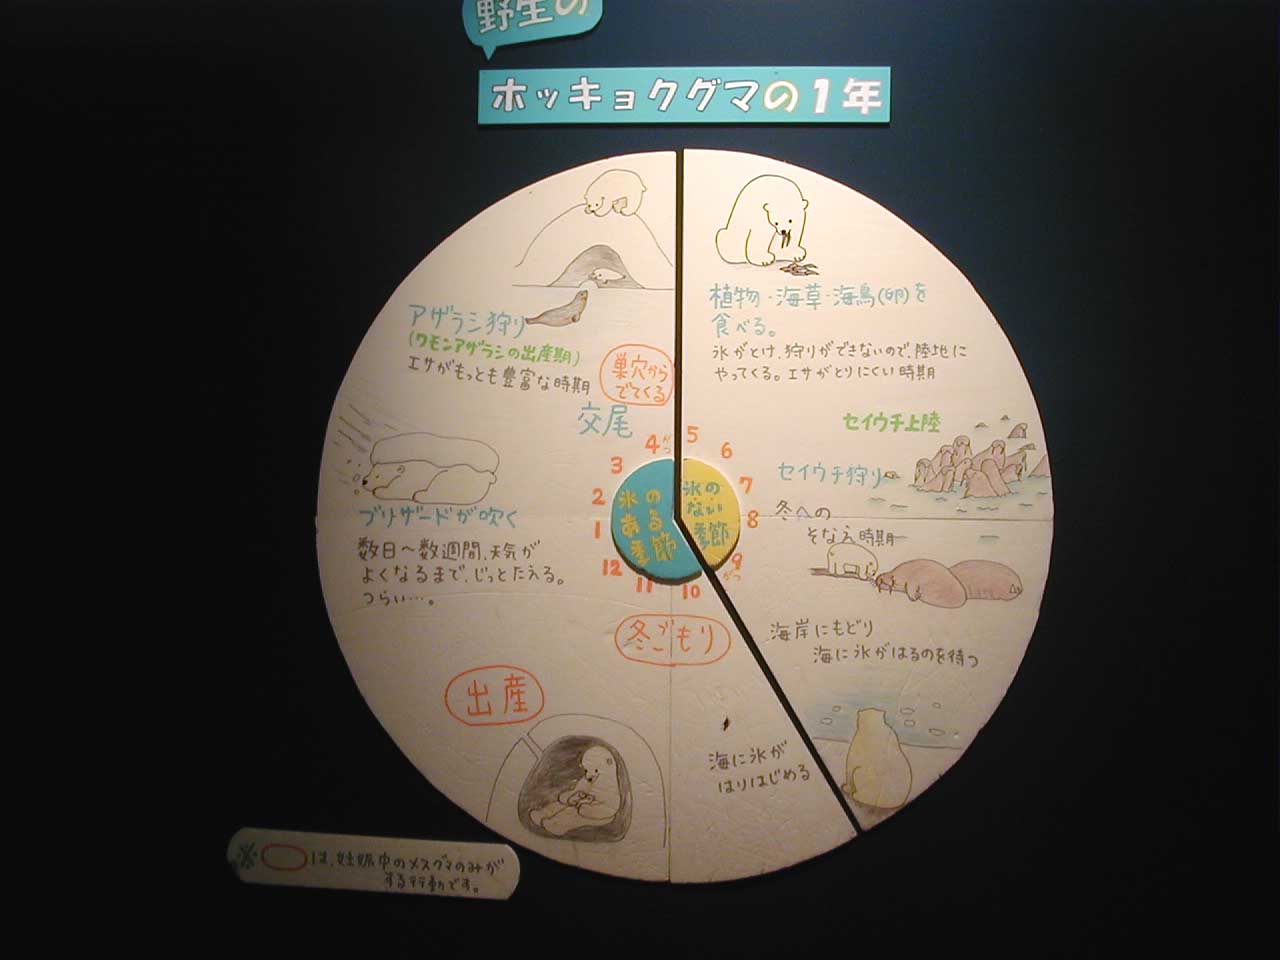 野生の
ホッキョクグマの1年
アザラシ狩り
(ワモンアザラシの出産期)
エサがもっとも豊富な時期
巣穴から
でてくる
交尾
植物・海草・海鳥(卵)を
食べる。
氷がとけ、狩りができないので、陸地に
やってくる。エサがとりにくい時期
セイウチ上陸
セイウチ狩り
冬への
そなえ時期
海岸にもどり
海に氷がはるのを待つ
海に氷が
はりはじめる
冬ごもり
出産
ブリザードが吹く
数日〜数週間、天気が
よくなるまで、じっとたえる。
つらい…。
氷の
ある
季節
氷の
ない
季節
1
2
3
4がつ
5
6
7
8
9がつ
10
11
12
※ は、妊娠中のメスグマのみが
する行動です。